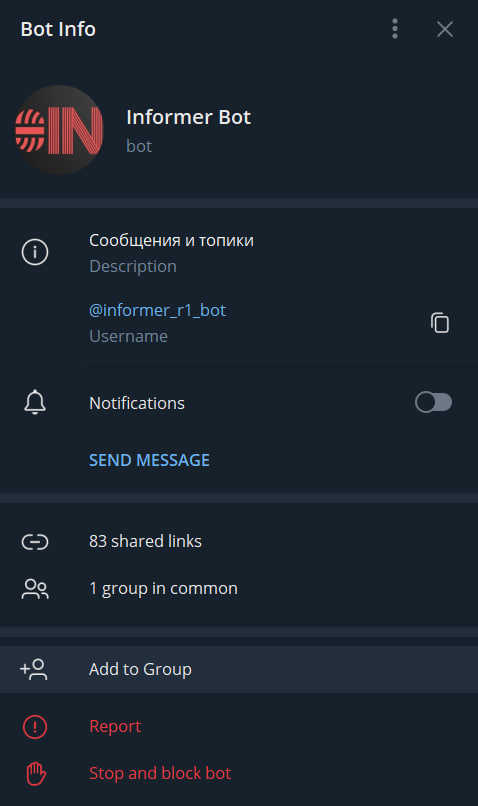 Bot Info
IN
Informer Bot
bot
Сообщения и топики
Description
@informer_r1_bot
Username
Notifications
SEND MESSAGE
83 shared links
1 group in common
Add to Group
Report
Stop and block bot